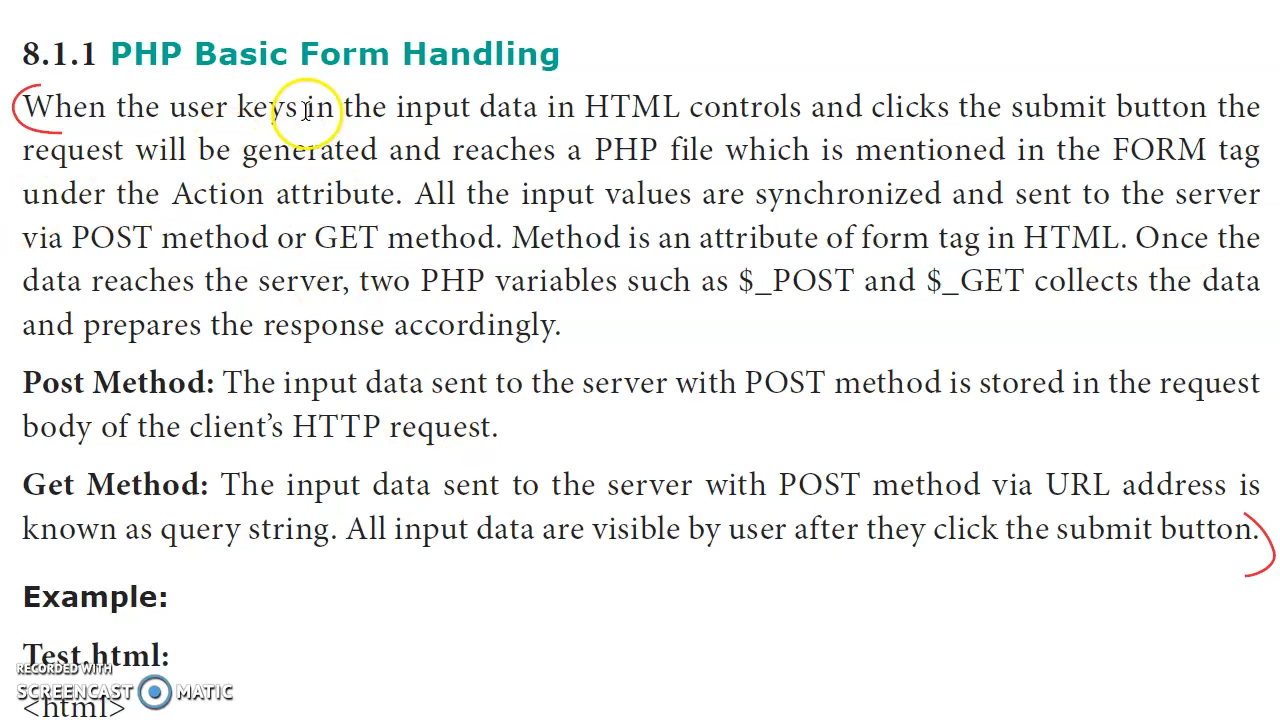 8.1.1 PHP Basic Form Handling
When the user keys in the input data in HTML controls and clicks the submit button the
request will be generated and reaches a PHP file which is mentioned in the FORM tag
under the Action attribute. All the input values are synchronized and sent to the server
via POST method or GET method. Method is an attribute of form tag in HTML. Once the
data reaches the server, two PHP variables such as $_POST and $_GET collects the data
and prepares the response accordingly.
Post Method: The input data sent to the server with POST method is stored in the request
body of the client’s HTTP request.
Get Method: The input data sent to the server with POST method via URL address is
known as query string. All input data are visible by user after they click the submit button.
Example:
Test.html:
RECORDED WITH
SCREENCAST MATIC
<html>